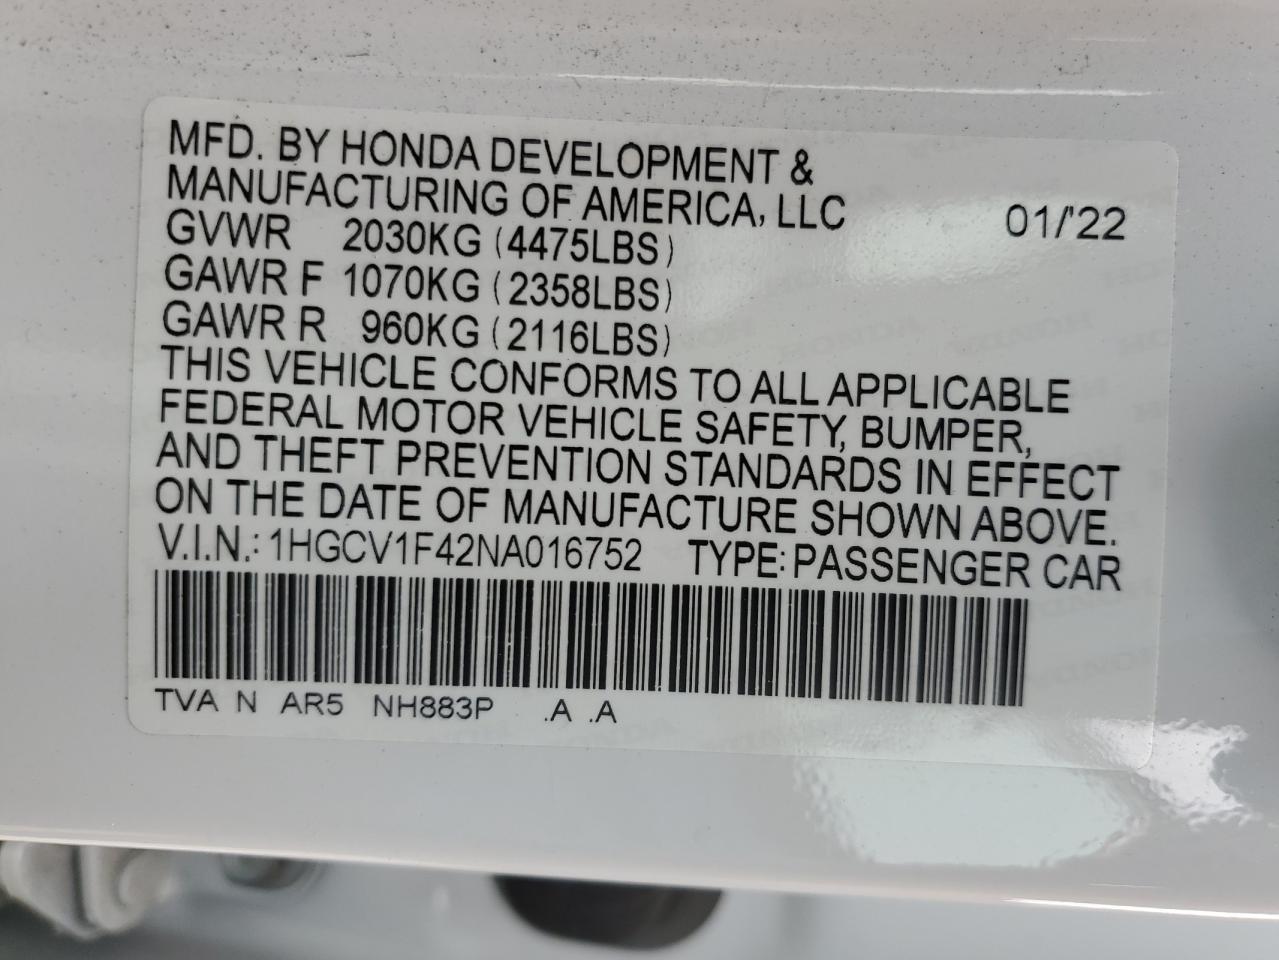 MFD. BY HONDA DEVELOPMENT &
MANUFACTURING OF AMERICA, LLC 01/'22
GVWR 2030KG (4475LBS)
GAWR F 1070KG (2358LBS)
GAWR R 960KG (2116LBS)
THIS VEHICLE CONFORMS TO ALL APPLICABLE
FEDERAL MOTOR VEHICLE SAFETY, BUMPER,
AND THEFT PREVENTION STANDARDS IN EFFECT
ON THE DATE OF MANUFACTURE SHOWN ABOVE.
V.I.N.: 1HGCV1F42NA016752 TYPE: PASSENGER CAR
TVA N AR5 NH883P .A .A